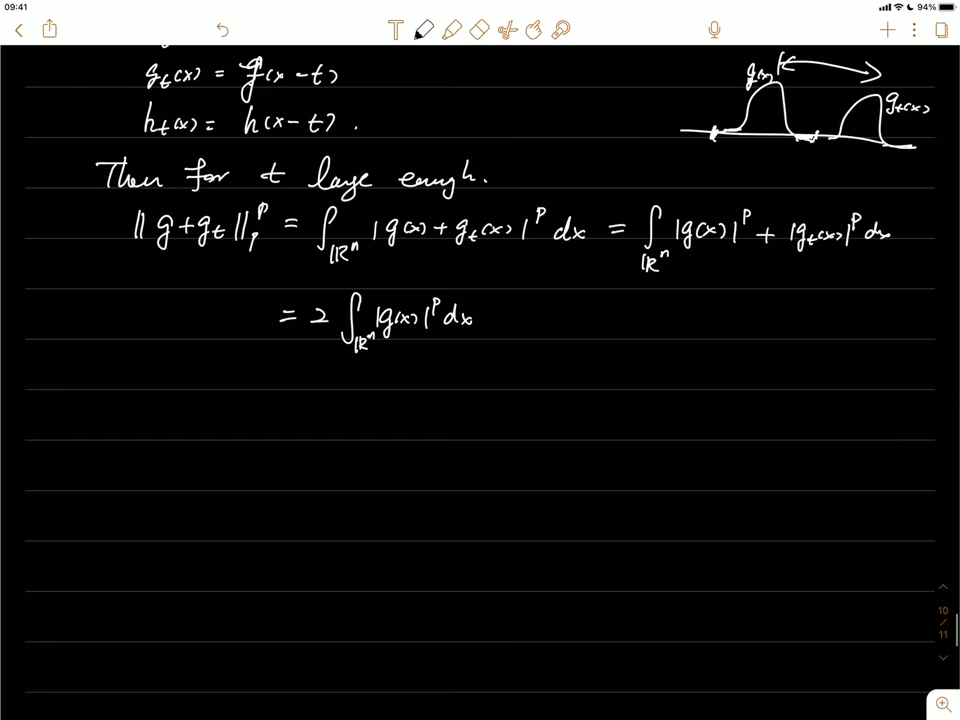 09:41 94%
g_t(x) = g(x-t)
h_t(x) = h(x-t).
g(x) g_t(x)
Then for t large enough.
‖g+g_t‖_p^p = ∫_{ℝ^n} |g(x)+g_t(x)|^p dx = ∫_{ℝ^n} |g(x)|^p + |g_t(x)|^p dx
= 2 ∫_{ℝ^n} |g(x)|^p dx
10
/
11